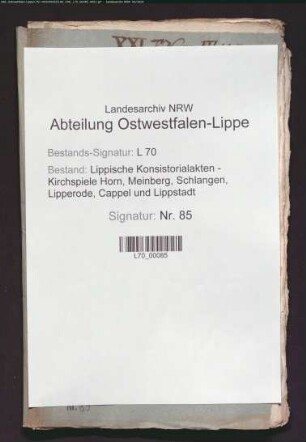 Landesarchiv NRW
Abteilung Ostwestfalen-Lippe
Bestands-Signatur: L 70
Bestand: Lippische Konsistorialakten -
Kirchspiele Horn, Meinberg, Schlangen,
Lipperode, Cappel und Lippstadt
Signatur: Nr. 85
L70_00085